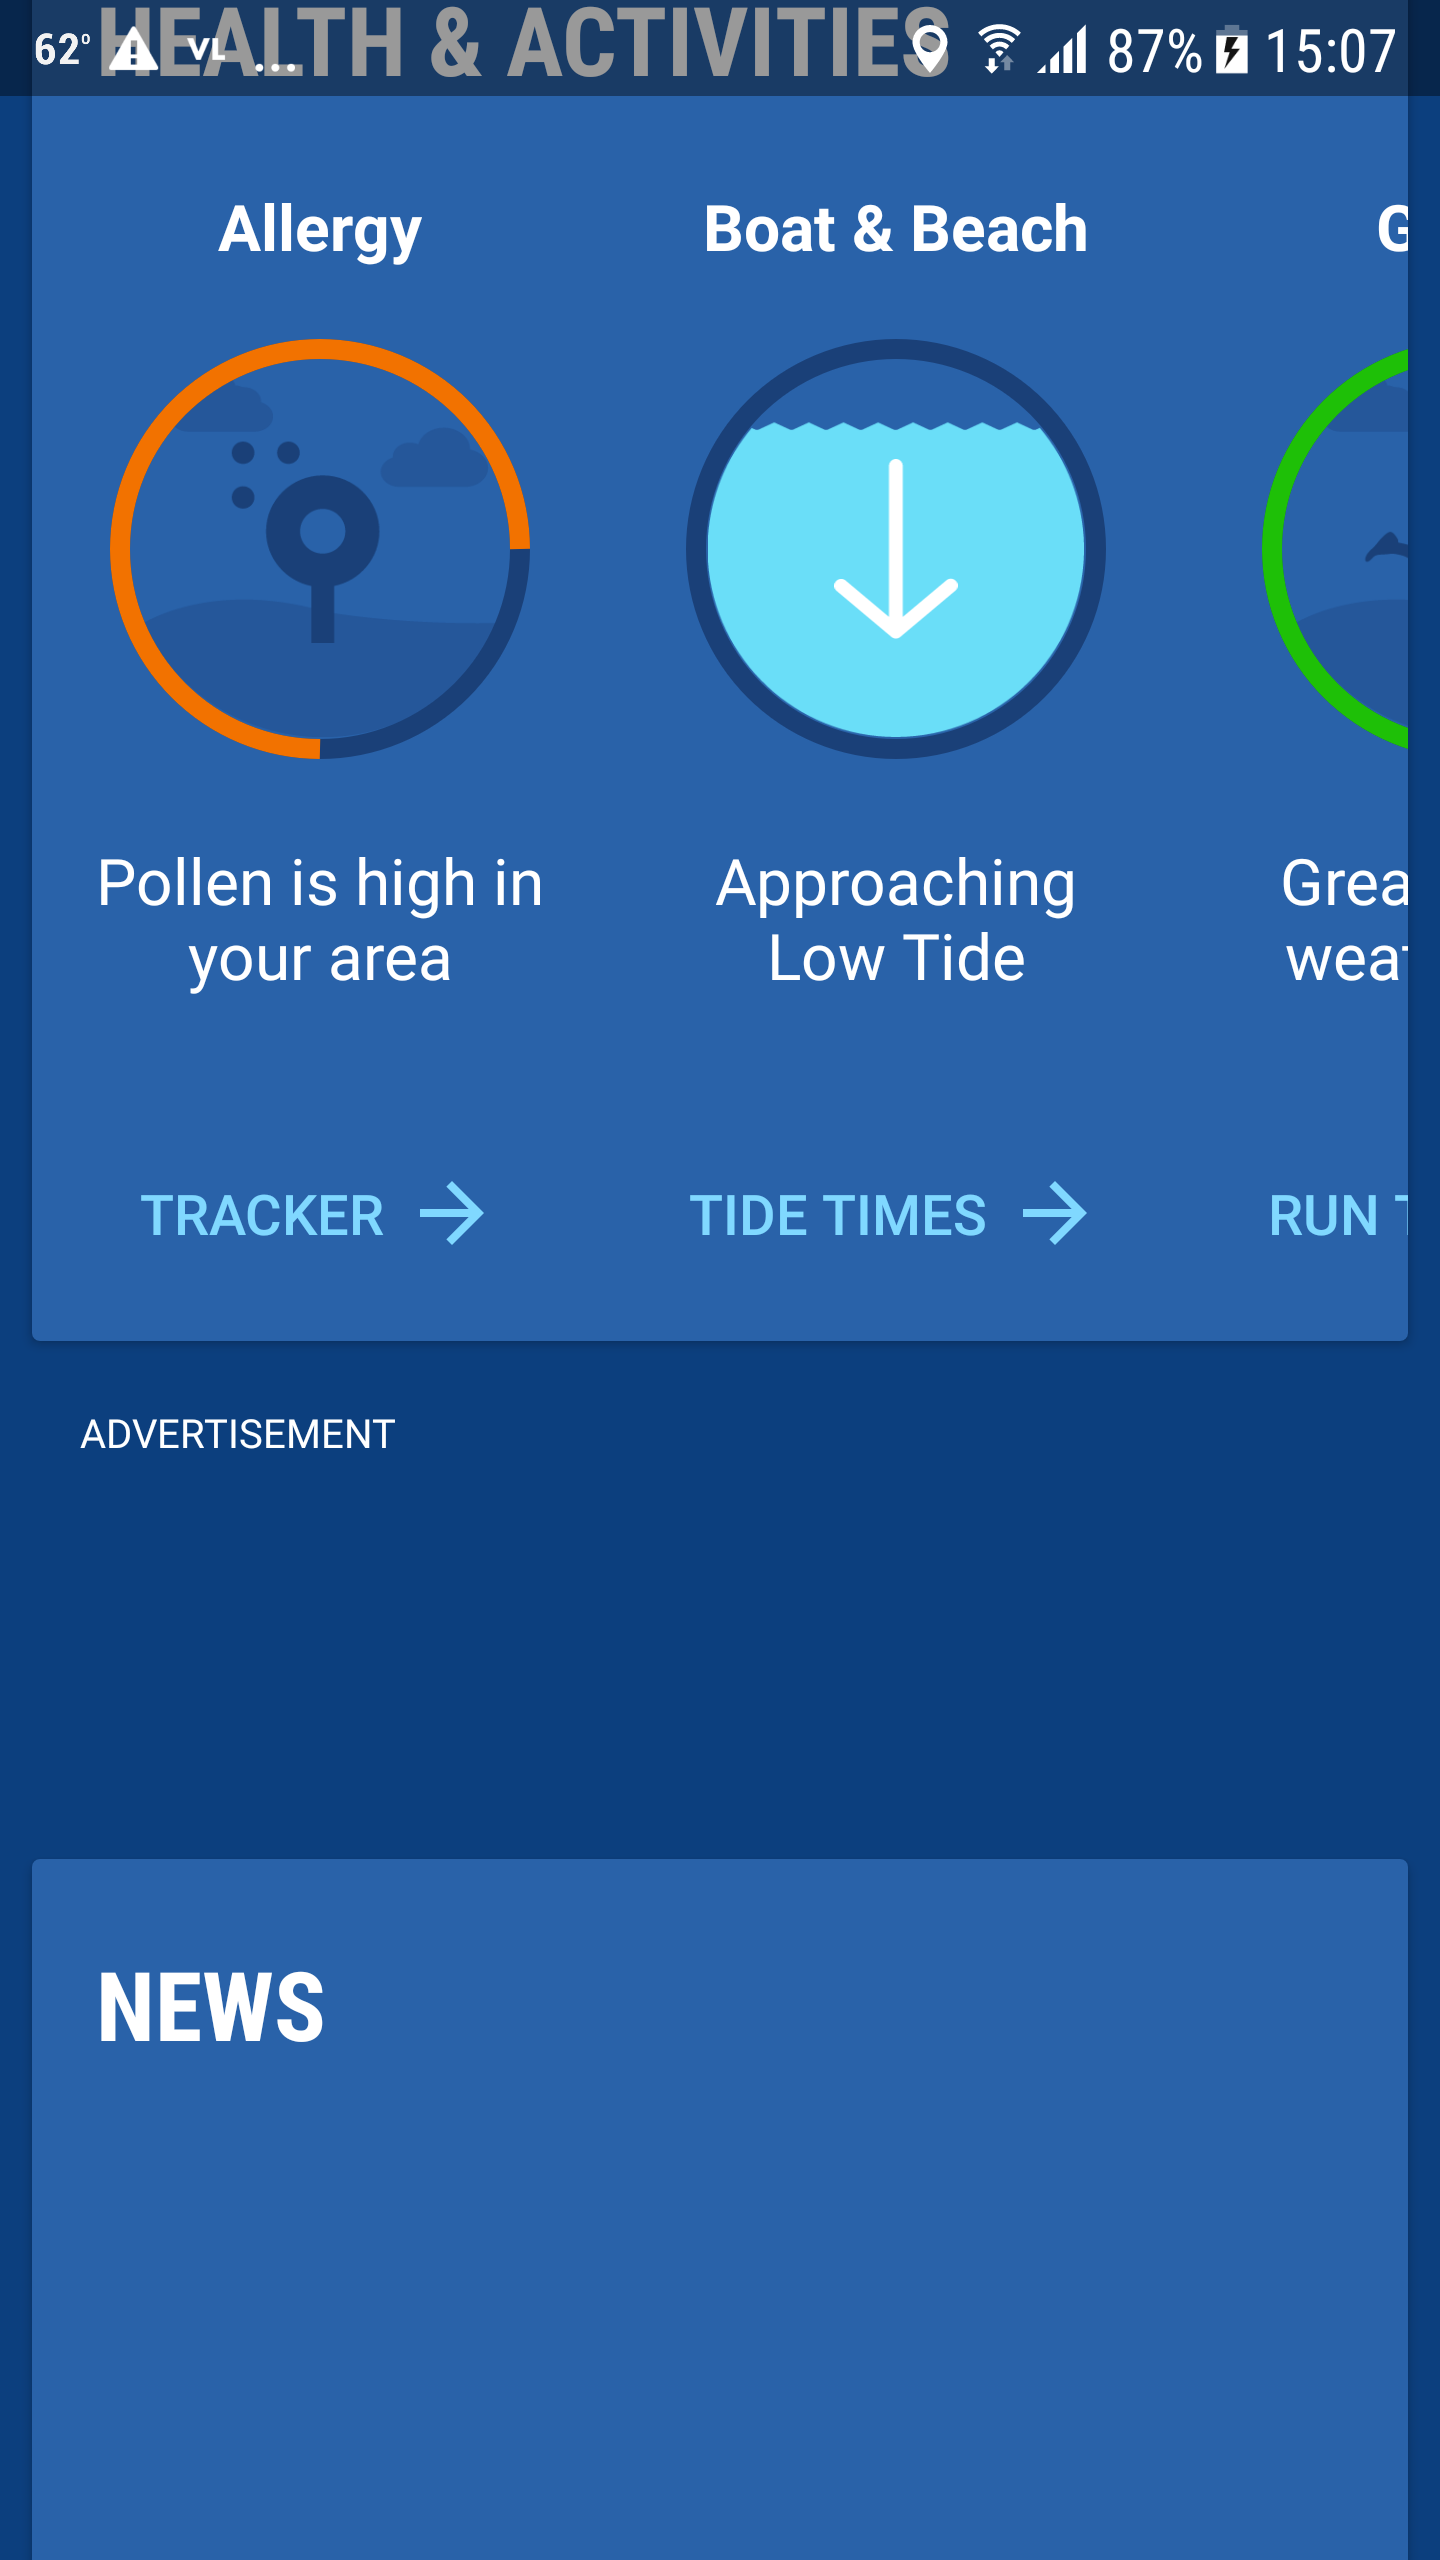 62°
VL
...
87%
15:07
HEALTH & ACTIVITIES
Allergy
Boat & Beach
G
Pollen is high in
your area
Approaching
Low Tide
Grea
wea
TRACKER
TIDE TIMES
RUN
ADVERTISEMENT
NEWS